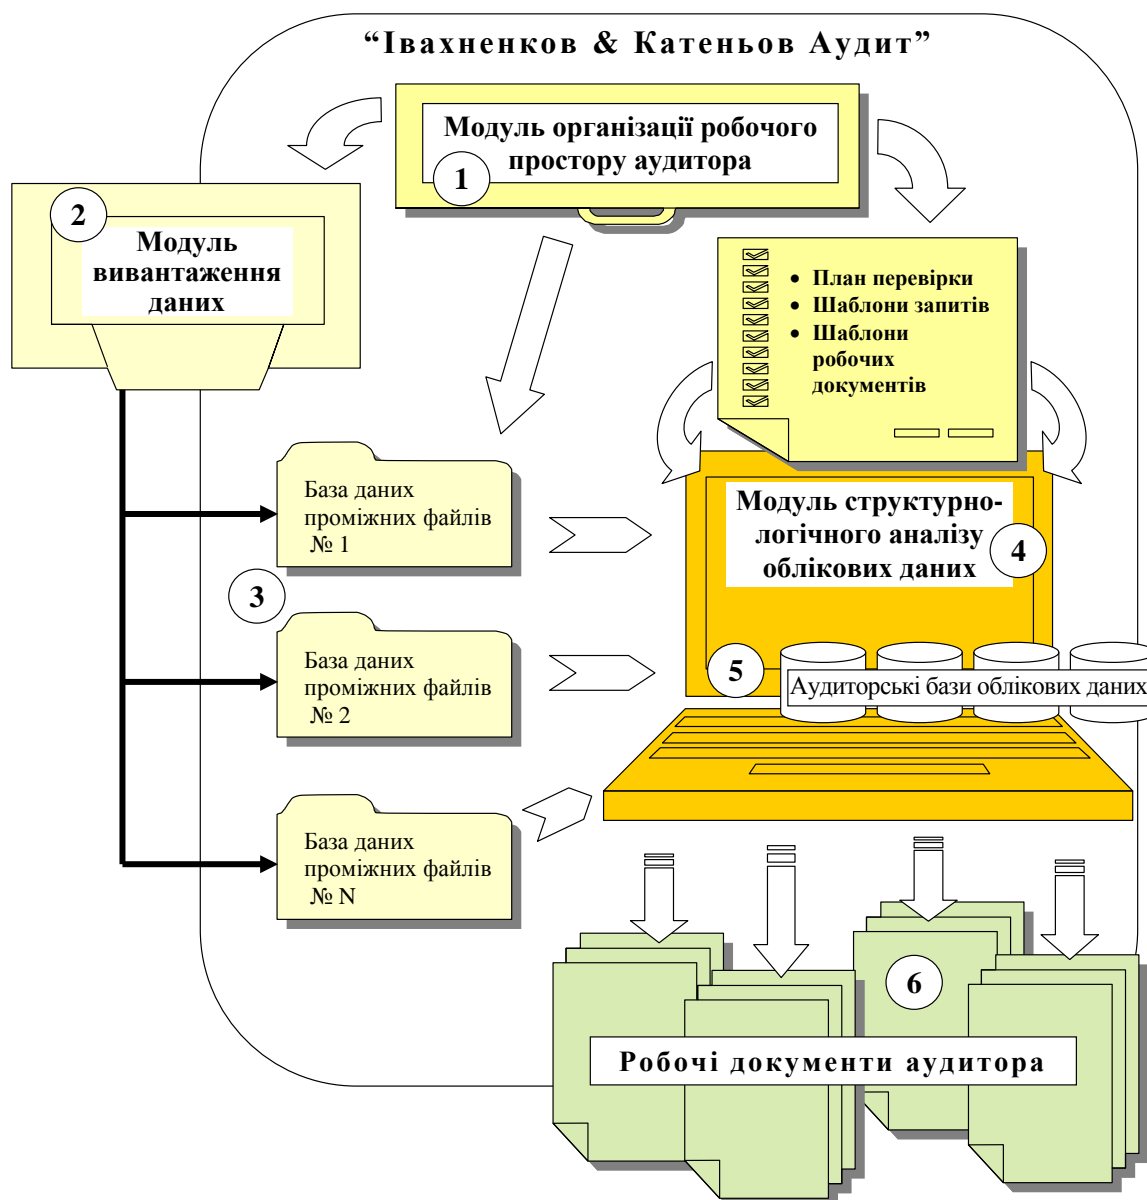 “Івахненков & Катеньов Аудит”
Модуль організації робочого
простору аудитора
1
2
Модуль
вивантаження
даних
• План перевірки
• Шаблони запитів
• Шаблони
робочих
документів
База даних
проміжних файлів
№ 1
Модуль структурно-
логічного аналізу
облікових даних
4
3
База даних
проміжних файлів
№ 2
5
Аудиторські бази облікових даних
База даних
проміжних файлів
№ N
6
Робочі документи аудитора